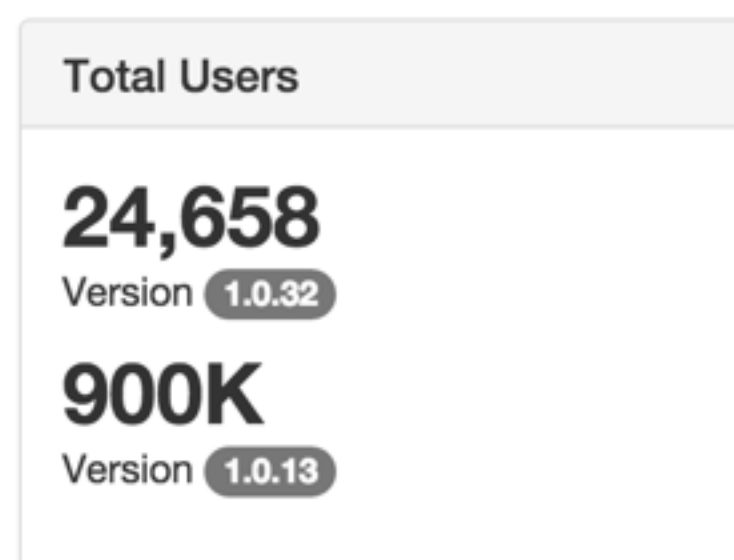 Total Users
24,658
Version 1.0.32
900K
Version 1.0.13